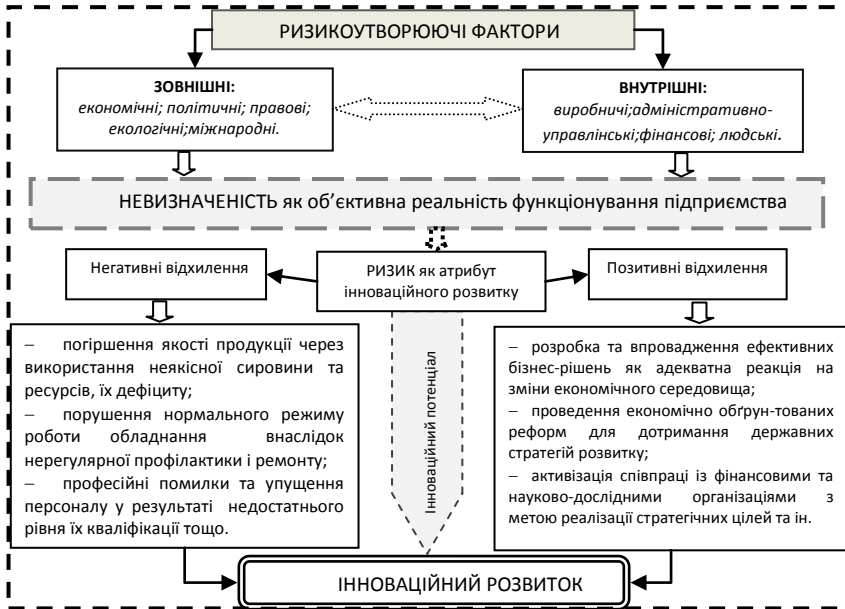 РИЗИКОУТВОРЮЮЧІ ФАКТОРИ
ЗОВНІШНІ:
економічні; політичні; правові;
екологічні;міжнародні.
ВНУТРІШНІ:
виробничі;адміністративно-
управлінські;фінансові; людські.
НЕВИЗНАЧЕНІСТЬ як об’єктивна реальність функціонування підприємства
Негативні відхилення
РИЗИК як атрибут
інноваційного розвитку
Позитивні відхилення
– погіршення якості продукції через
використання неякісної сировини та
ресурсів, їх дефіциту;
– порушення нормального режиму
роботи обладнання внаслідок
нерегулярної профілактики і ремонту;
– професійні помилки та упущення
персоналу у результаті недостатнього
рівня їх кваліфікації тощо.
Інноваційний потенціал
– розробка та впровадження ефективних
бізнес-рішень як адекватна реакція на
зміни економічного середовища;
– проведення економічно обґрун-тованих
реформ для дотримання державних
стратегій розвитку;
– активізація співпраці із фінансовими та
науково-дослідними організаціями з
метою реалізації стратегічних цілей та ін.
ІННОВАЦІЙНИЙ РОЗВИТОК